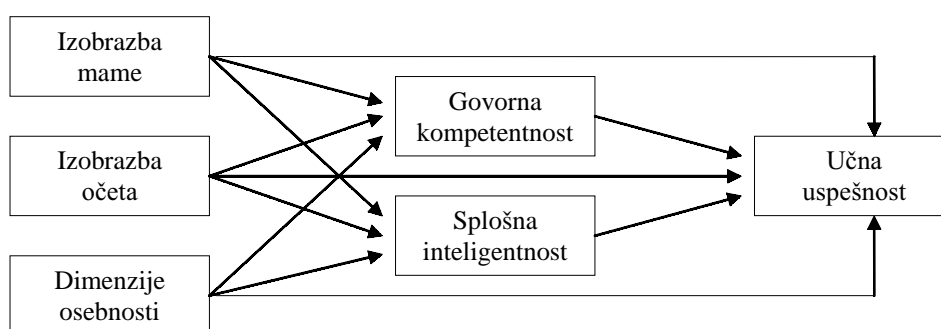 Izobrazba
mame
Govorna
kompetentnost
Izobrazba
očeta
Učna
uspešnost
Splošna
inteligentnost
Dimenzije
osebnosti